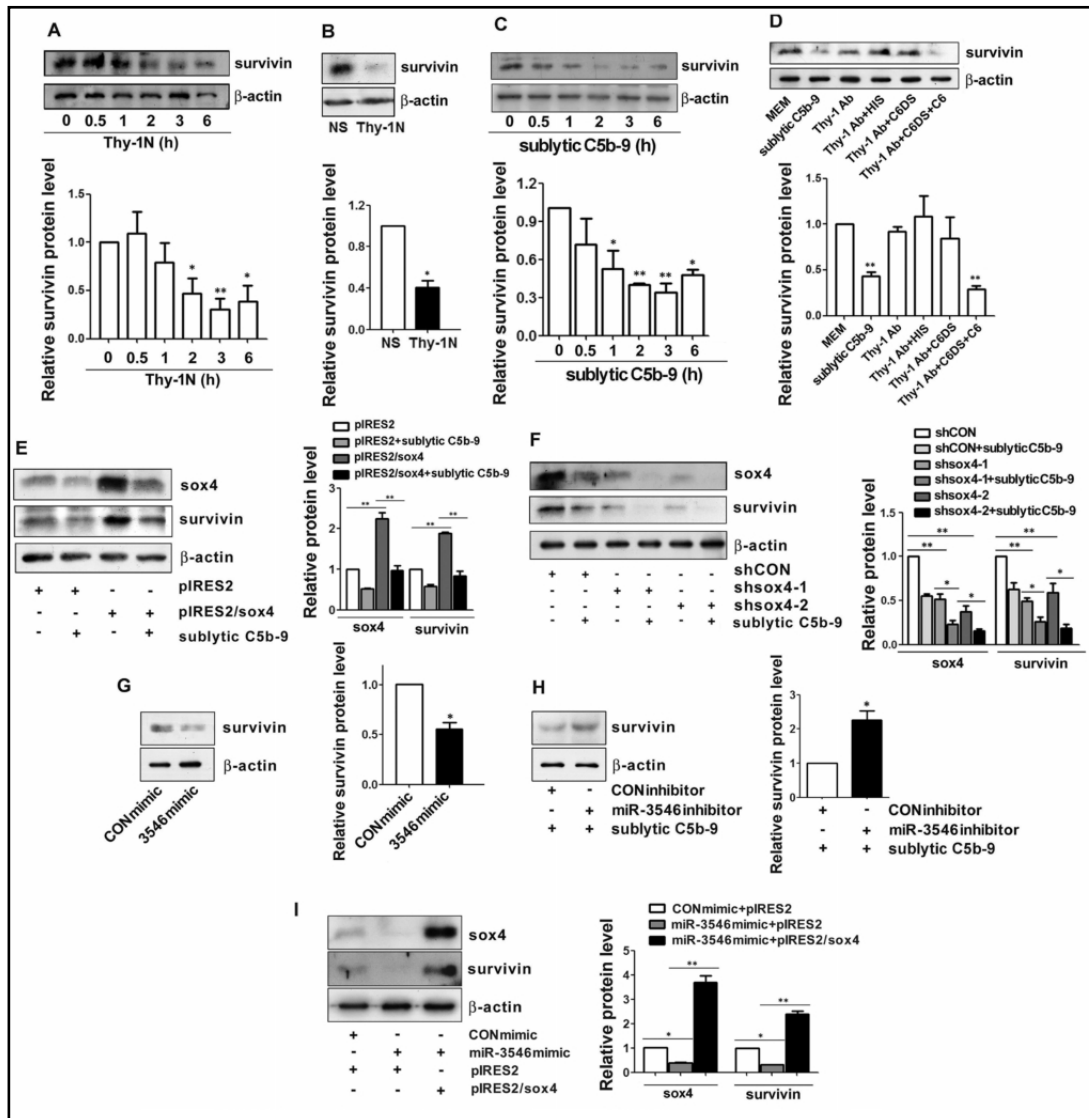 A
survivin
β-actin
0 0.5 1 2 3 6
Thy-1N (h)
Relative survivin protein level
1.5
1.0
0.5
0.0
* ** *
0 0.5 1 2 3 6
Thy-1N (h)
B
survivin
β-actin
NS Thy-1N
Relative survivin protein level
1.2
0.8
0.4
0.0
*
NS Thy-1N
C
survivin
β-actin
0 0.5 1 2 3 6
sublytic C5b-9 (h)
Relative survivin protein level
1.2
0.9
0.6
0.3
0.0
* ** ** *
0 0.5 1 2 3 6
sublytic C5b-9 (h)
D
survivin
β-actin
MEM
sublytic C5b-9
Thy-1 Ab
Thy-1 Ab+HIS
Thy-1 Ab+C6DS
Thy-1 Ab+C6DS+C6
Relative survivin protein level
1.5
1.0
0.5
0.0
** **
MEM
sublytic C5b-9
Thy-1 Ab
Thy-1 Ab+HIS
Thy-1 Ab+C6DS
Thy-1 Ab+C6DS+C6
E
sox4
survivin
β-actin
+ + - - pIRES2
- - + + pIRES2/sox4
- + - + sublytic C5b-9
pIRES2
pIRES2+sublytic C5b-9
pIRES2/sox4
pIRES2/sox4+sublytic C5b-9
Relative protein level
3
2
1
0
** ** ** **
sox4 survivin
F
sox4
survivin
β-actin
+ + - - - - shCON
- - + + - - shsox4-1
- - - - + + shsox4-2
- + - + - + sublytic C5b-9
shCON
shCON+sublyticC5b-9
shsox4-1
shsox4-1+sublyticC5b-9
shsox4-2
shsox4-2+sublyticC5b-9
Relative protein level
1.5
1.0
0.5
0.0
** ** * *
** ** * *
sox4 survivin
G
survivin
β-actin
CONmimic
3546mimic
Relative survivin protein level
1.5
1.0
0.5
0.0
*
CONmimic
3546mimic
H
survivin
β-actin
+ - CONinhibitor
- + miR-3546inhibitor
+ + sublytic C5b-9
Relative survivin protein level
3
2
1
0
*
+ - CONinhibitor
- + miR-3546inhibitor
+ + sublytic C5b-9
I
sox4
survivin
β-actin
+ - - CONmimic
- + + miR-3546mimic
+ + - pIRES2
- - + pIRES2/sox4
CONmimic+pIRES2
miR-3546mimic+pIRES2
miR-3546mimic+pIRES2/sox4
Relative protein level
5
4
2
1
0
* ** * **
sox4 survivin